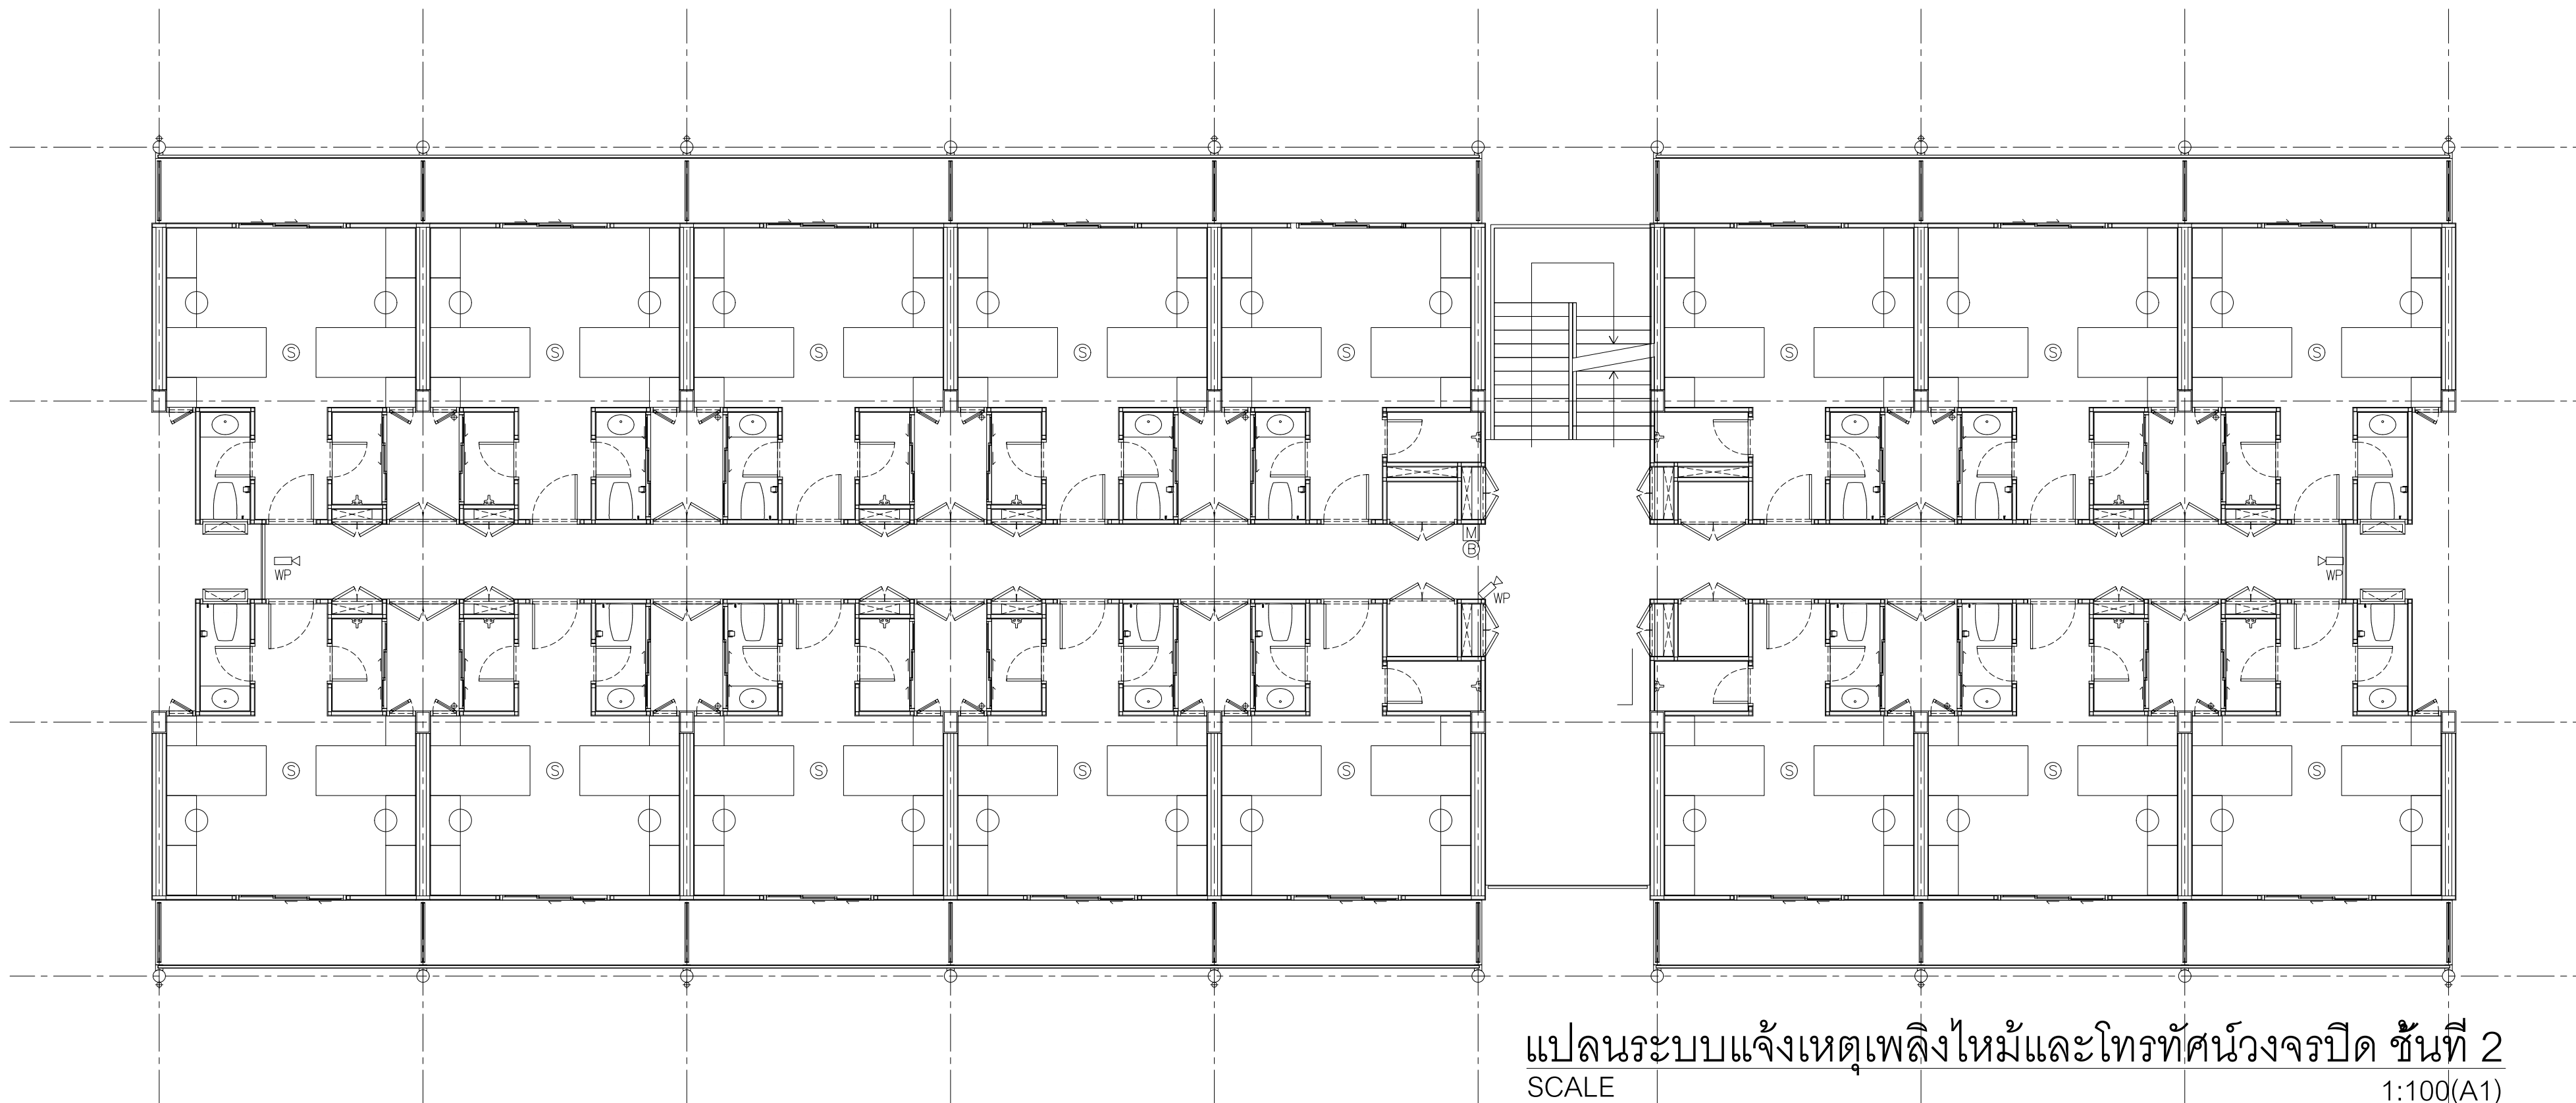 S S S S S S S S
M
B
WP WP
WP
S S S S S S S S
แปลนระบบแจ้งเหตุเพลิงไหม้และโทรทัศน์วงจรปิด ชั้นที่ 2
SCALE 1:100(A1)